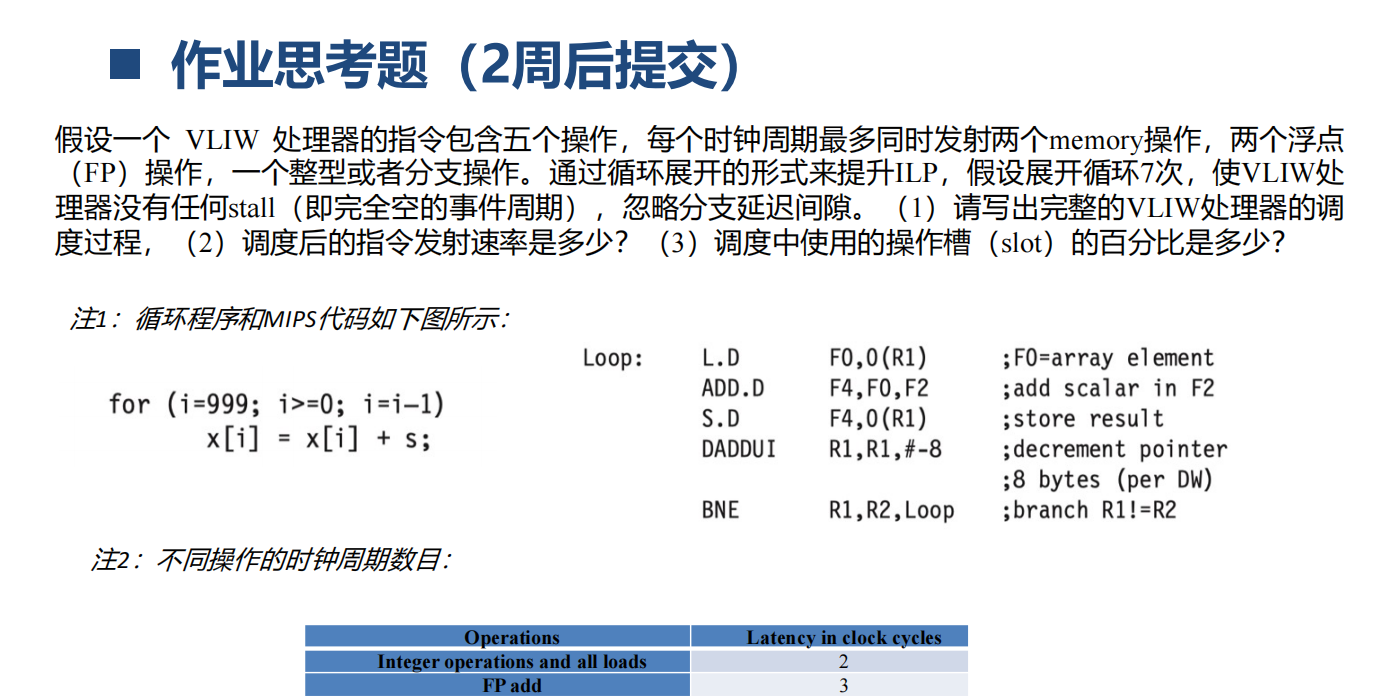 ■ 作业思考题（2周后提交）
假设一个 VLIW 处理器的指令包含五个操作，每个时钟周期最多同时发射两个memory操作，两个浮点
（FP）操作，一个整型或者分支操作。通过循环展开的形式来提升ILP，假设展开循环7次，使VLIW处
理器没有任何stall（即完全空的事件周期），忽略分支延迟间隙。（1）请写出完整的VLIW处理器的调
度过程，（2）调度后的指令发射速率是多少？（3）调度中使用的操作槽（slot）的百分比是多少？
注1：循环程序和MIPS代码如下图所示：
for (i=999; i>=0; i=i–1)
x[i] = x[i] + s;
Loop: L.D F0,0(R1) ;F0=array element
ADD.D F4,F0,F2 ;add scalar in F2
S.D F4,0(R1) ;store result
DADDUI R1,R1,#-8 ;decrement pointer
;8 bytes (per DW)
BNE R1,R2,Loop ;branch R1!=R2
注2：不同操作的时钟周期数目：
Operations Latency in clock cycles
Integer operations and all loads 2
FP add 3